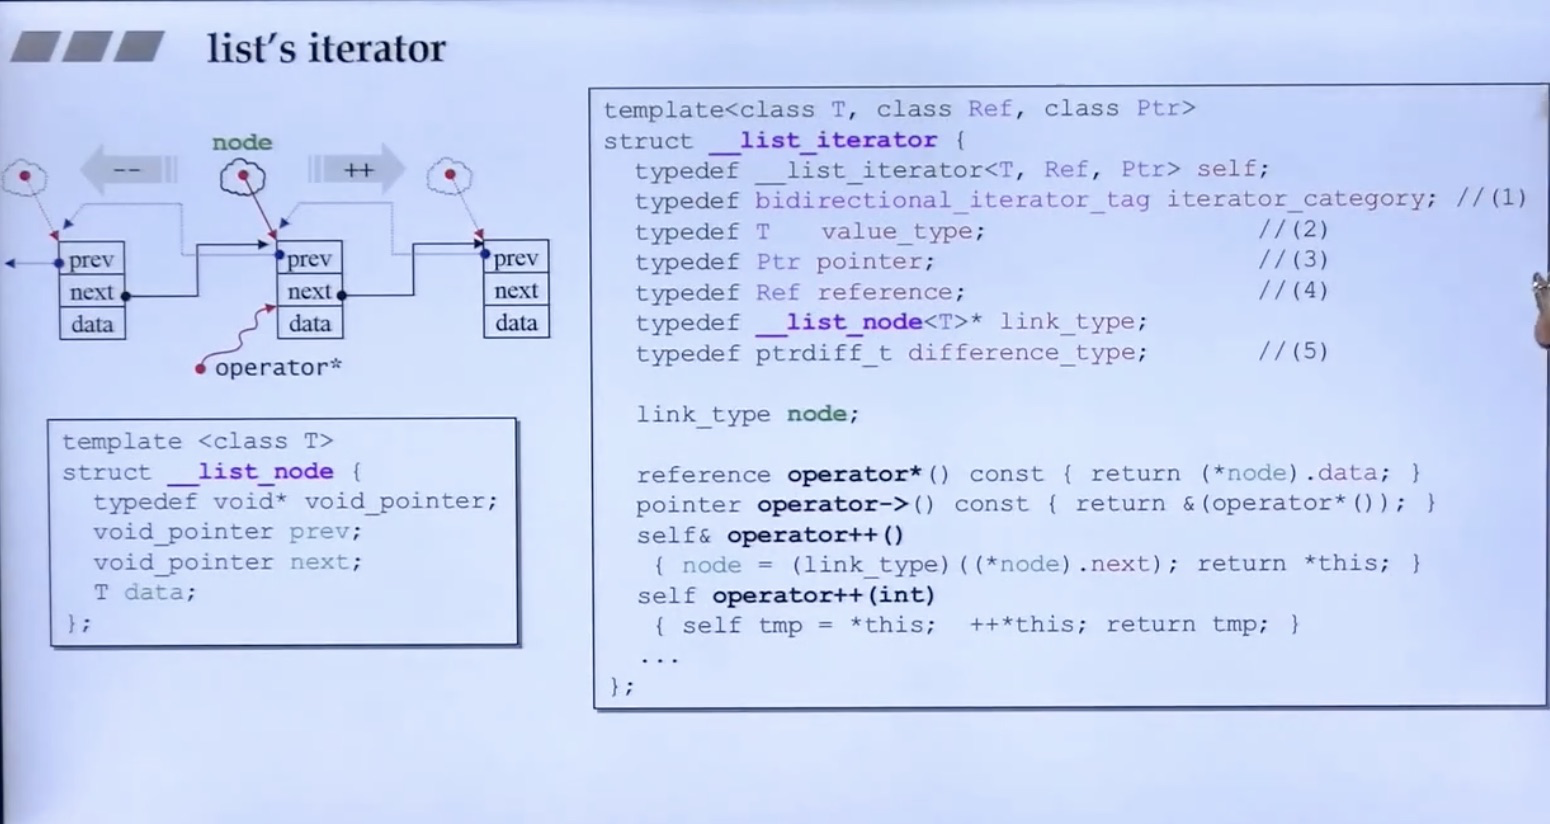 list's iterator
node
-- ++
prev prev prev
next next next
data data data
operator*
template <class T>
struct __list_node {
typedef void* void_pointer;
void_pointer prev;
void_pointer next;
T data;
};
template<class T, class Ref, class Ptr>
struct __list_iterator {
typedef __list_iterator<T, Ref, Ptr> self;
typedef bidirectional_iterator_tag iterator_category; //(1)
typedef T value_type; //(2)
typedef Ptr pointer; //(3)
typedef Ref reference; //(4)
typedef __list_node<T>* link_type;
typedef ptrdiff_t difference_type; //(5)
link_type node;
reference operator*() const { return (*node).data; }
pointer operator->() const { return &(operator*()); }
self& operator++()
{ node = (link_type)((*node).next); return *this; }
self operator++(int)
{ self tmp = *this; ++*this; return tmp; }
...
};